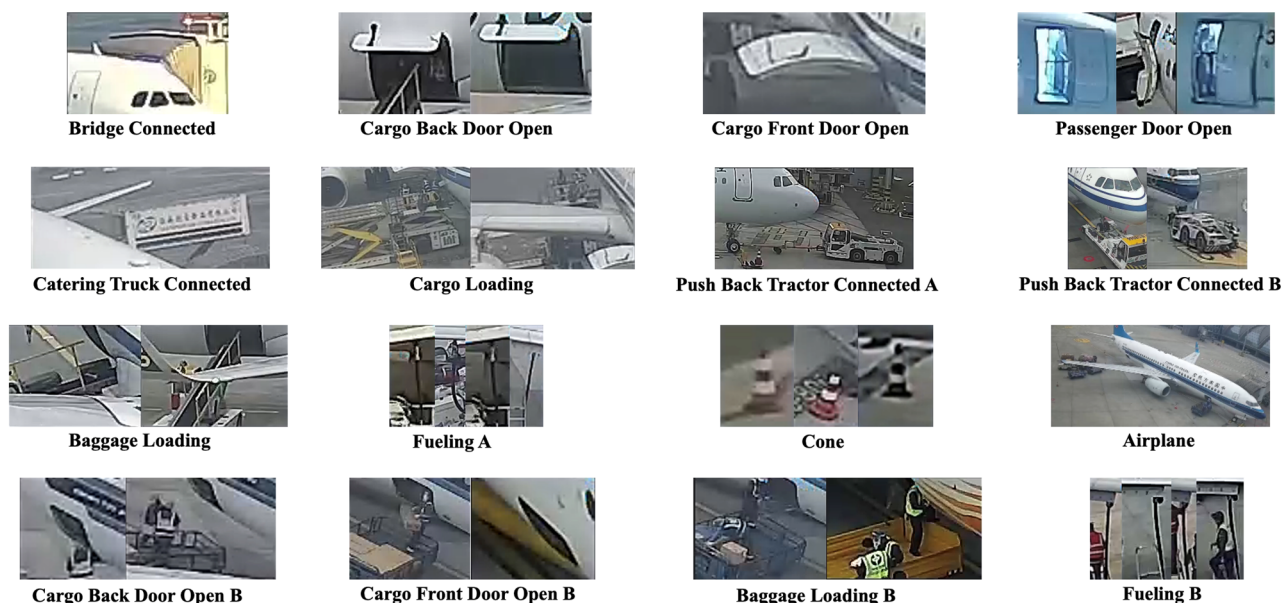 Bridge Connected
Cargo Back Door Open
Cargo Front Door Open
Passenger Door Open
Catering Truck Connected
Cargo Loading
Push Back Tractor Connected A
Push Back Tractor Connected B
Baggage Loading
Fueling A
Cone
Airplane
Cargo Back Door Open B
Cargo Front Door Open B
Baggage Loading B
Fueling B